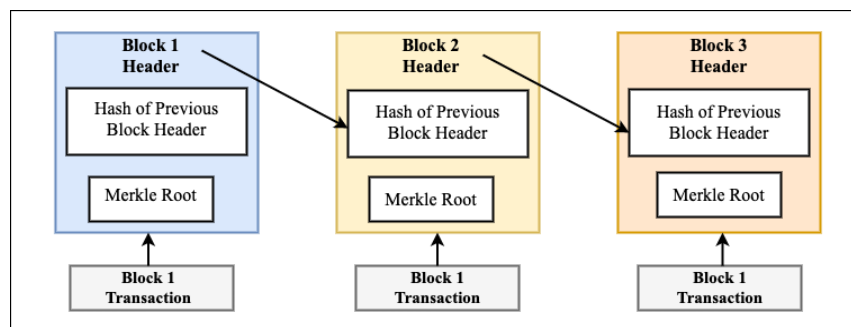 Block 1
Header
Hash of Previous
Block Header
Merkle Root
Block 1
Transaction
Block 2
Header
Hash of Previous
Block Header
Merkle Root
Block 1
Transaction
Block 3
Header
Hash of Previous
Block Header
Merkle Root
Block 1
Transaction